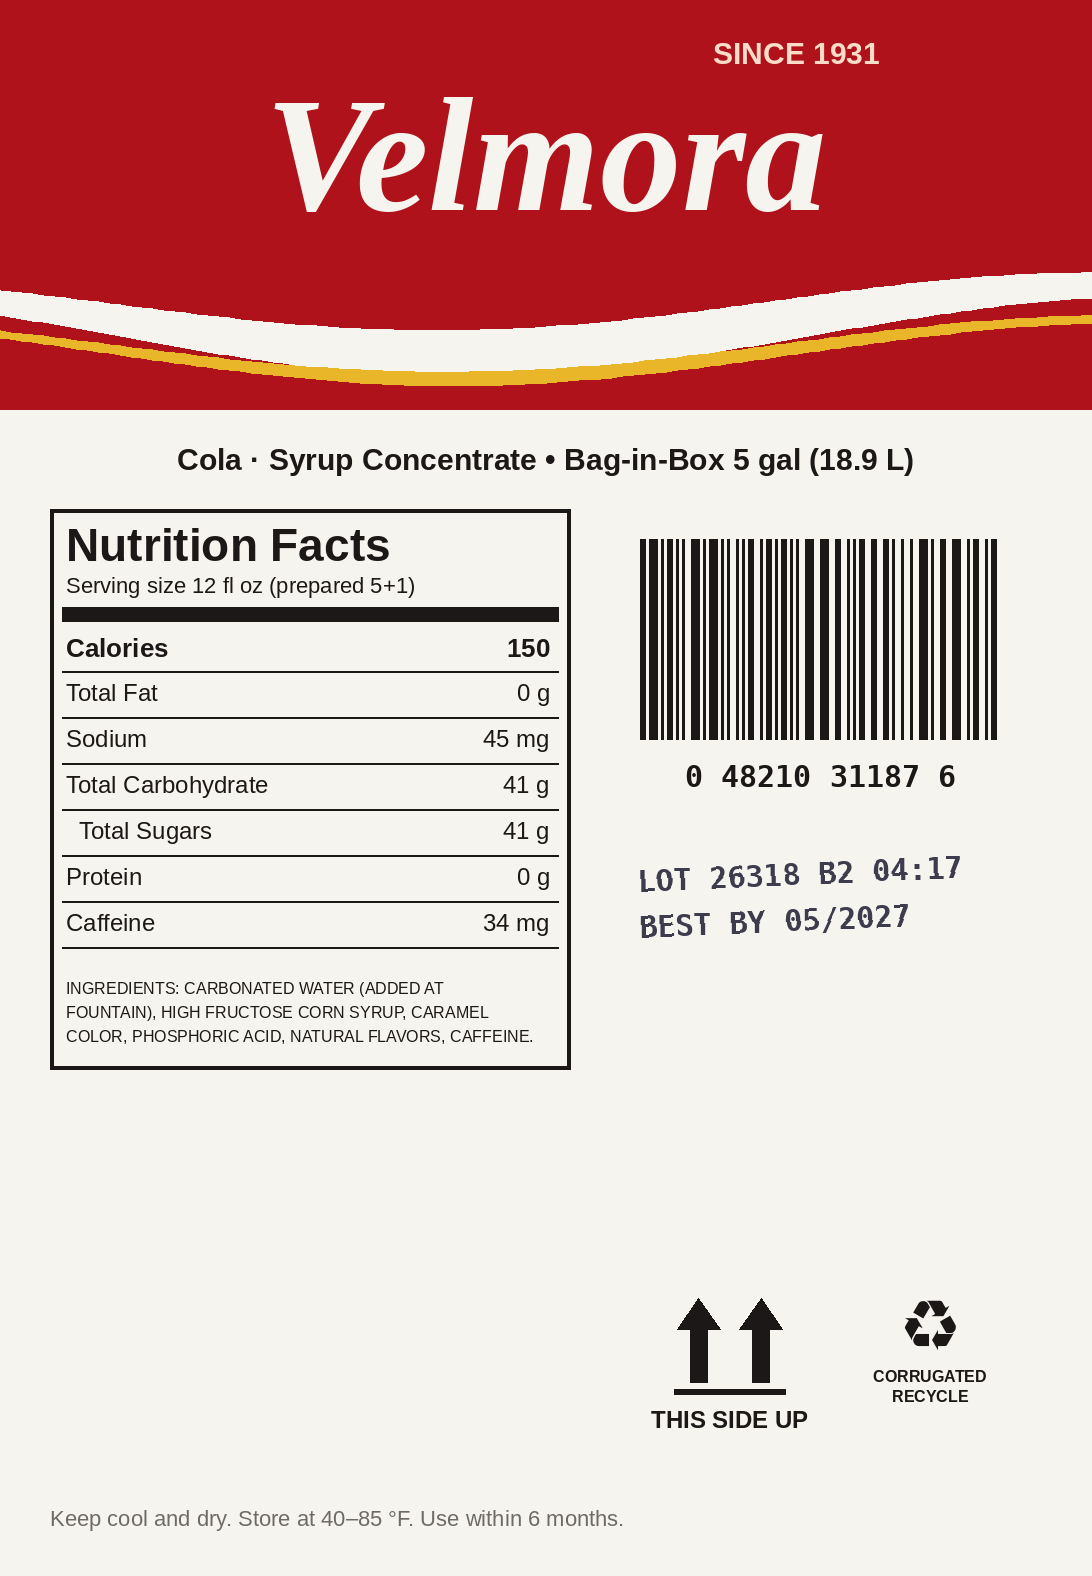 SINCE 1931
Velmora
Cola · Syrup Concentrate • Bag-in-Box 5 gal (18.9 L)
Nutrition Facts
Serving size 12 fl oz (prepared 5+1)
Calories 150
Total Fat 0 g
Sodium 45 mg
Total Carbohydrate 41 g
Total Sugars 41 g
Protein 0 g
Caffeine 34 mg
INGREDIENTS: CARBONATED WATER (ADDED AT
FOUNTAIN), HIGH FRUCTOSE CORN SYRUP, CARAMEL
COLOR, PHOSPHORIC ACID, NATURAL FLAVORS, CAFFEINE.
0 48210 31187 6
LOT 26318 B2 04:17
BEST BY 05/2027
THIS SIDE UP
CORRUGATED
RECYCLE
Keep cool and dry. Store at 40–85 °F. Use within 6 months.